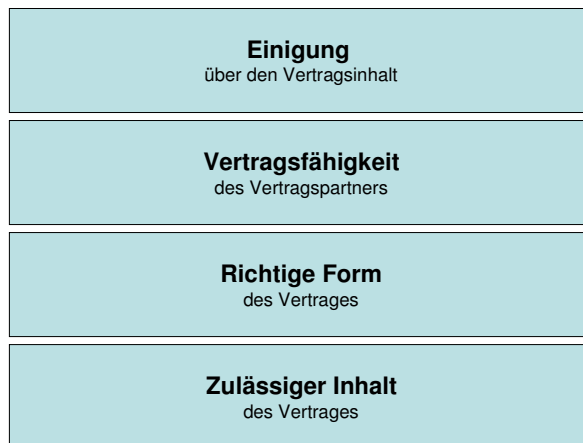 Einigung
über den Vertragsinhalt
Vertragsfähigkeit
des Vertragspartners
Richtige Form
des Vertrages
Zulässiger Inhalt
des Vertrages